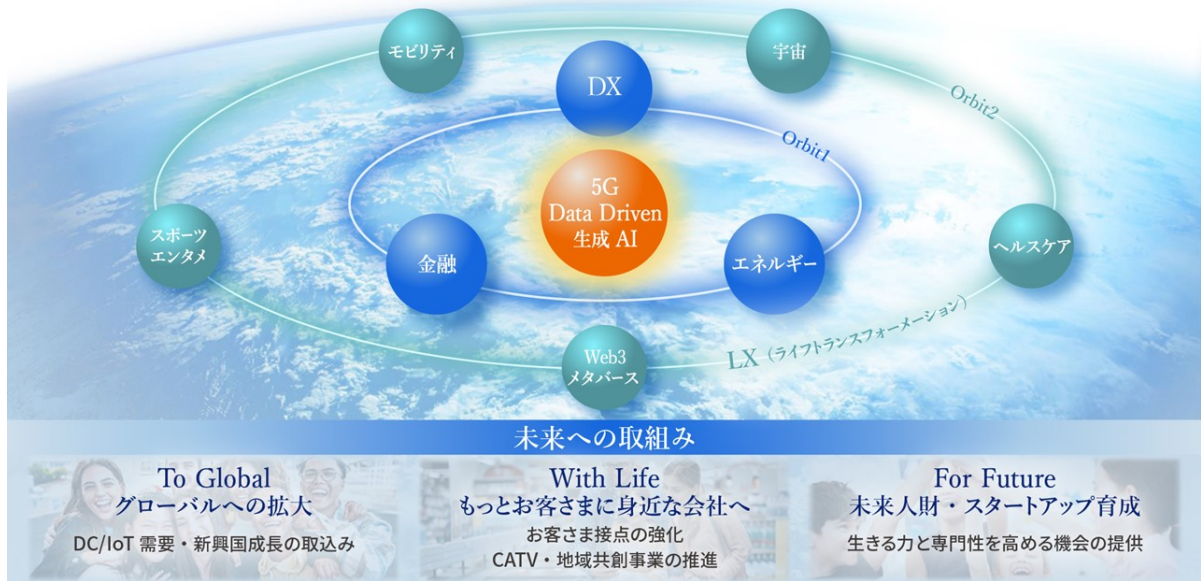 モビリティ
宇宙
DX
Orbit2
Orbit1
5G
Data Driven
生成 AI
スポーツ
エンタメ
金融
エネルギー
ヘルスケア
LX（ライフトランスフォーメーション）
Web3
メタバース
未来への取組み
To Global
グローバルへの拡大
DC/IoT 需要・新興国成長の取込み
With Life
もっとお客さまに身近な会社へ
お客さま接点の強化
CATV・地域共創事業の推進
For Future
未来人財・スタートアップ育成
生きる力と専門性を高める機会の提供